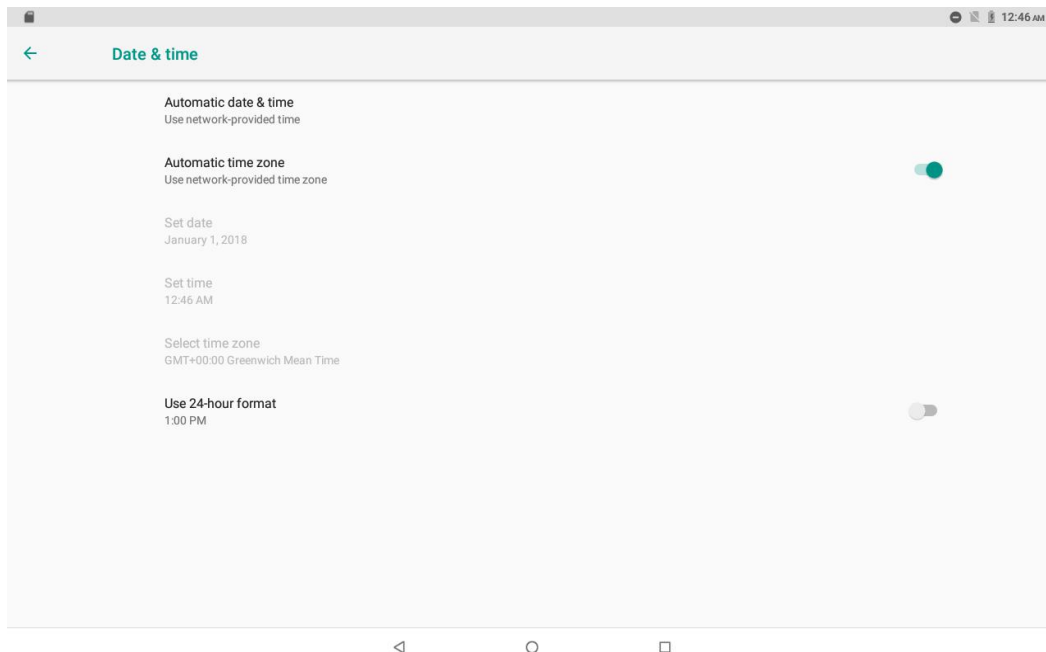 12:46 AM
Date & time
Automatic date & time
Use network-provided time
Automatic time zone
Use network-provided time zone
Set date
January 1, 2018
Set time
12:46 AM
Select time zone
GMT+00:00 Greenwich Mean Time
Use 24-hour format
1:00 PM